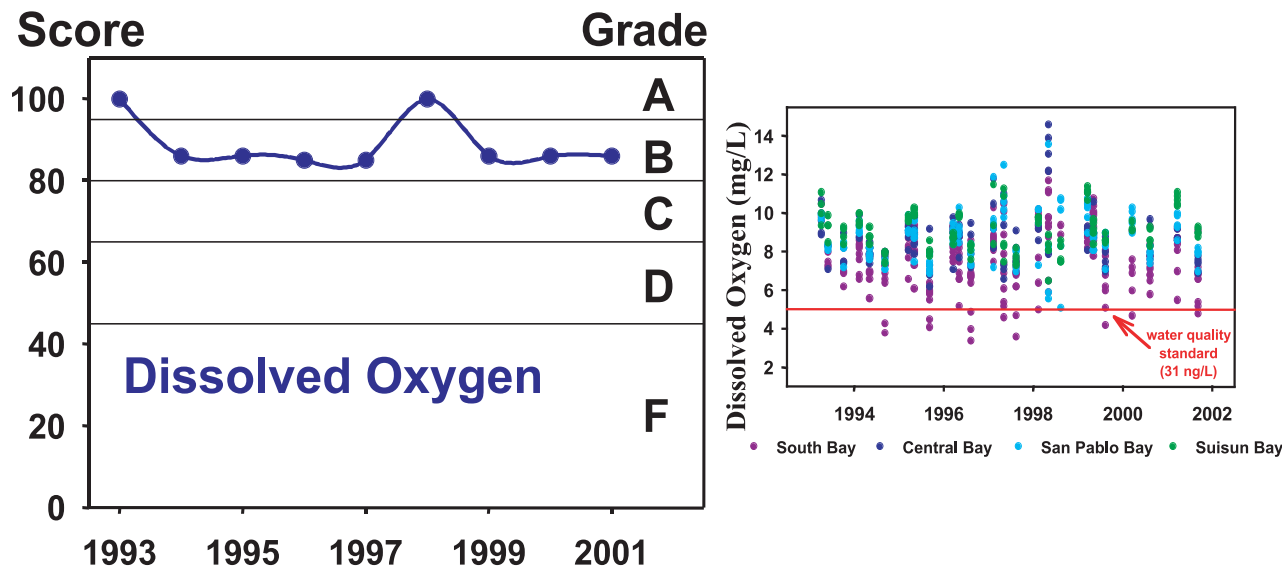 Score
Grade
100
80
60
40
20
0
A
B
C
D
F
Dissolved Oxygen
1993
1995
1997
1999
2001
Dissolved Oxygen (mg/L)
14
12
10
8
6
4
2
water quality
standard
(31 ng/L)
1994
1996
1998
2000
2002
South Bay
Central Bay
San Pablo Bay
Suisun Bay